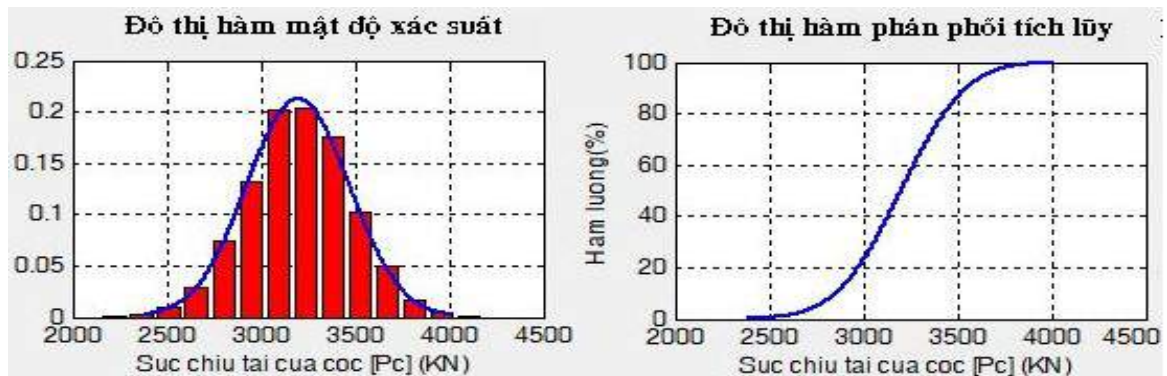 Đô thị hàm mật độ xác suất
0.25
0.2
0.15
0.1
0.05
0
2000 2500 3000 3500 4000 4500
Suc chiu tai cua coc [Pc] (KN)
Đô thị hàm phân phối tích lũy
Ham luong(%)
100
80
60
40
20
0
2000 2500 3000 3500 4000 4500
Suc chiu tai cua coc [Pc] (KN)